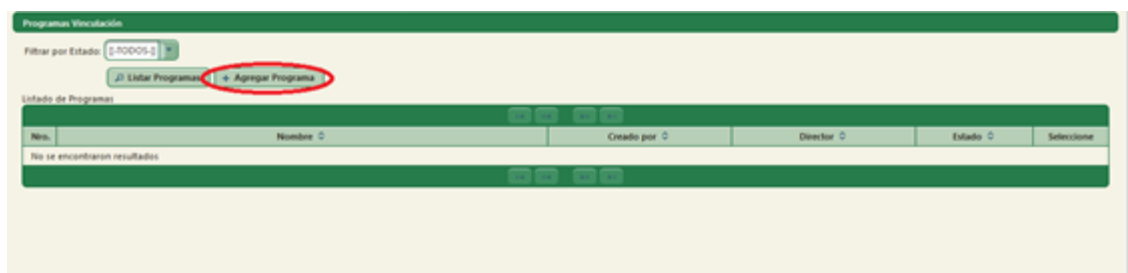 Programas Vinculación
Filtrar por Estado: [[-TODOS-]]
Listar Programas + Agregar Programa
Listado de Programas
Nro. Nombre Creado por Director Estado Seleccione
No se encontraron resultados